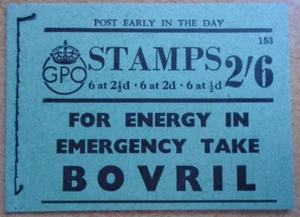 POST EARLY IN THE DAY
153
GPO
STAMPS 2/6
6 at 2½d · 6 at 2d · 6 at ½d
FOR ENERGY IN
EMERGENCY TAKE
BOVRIL